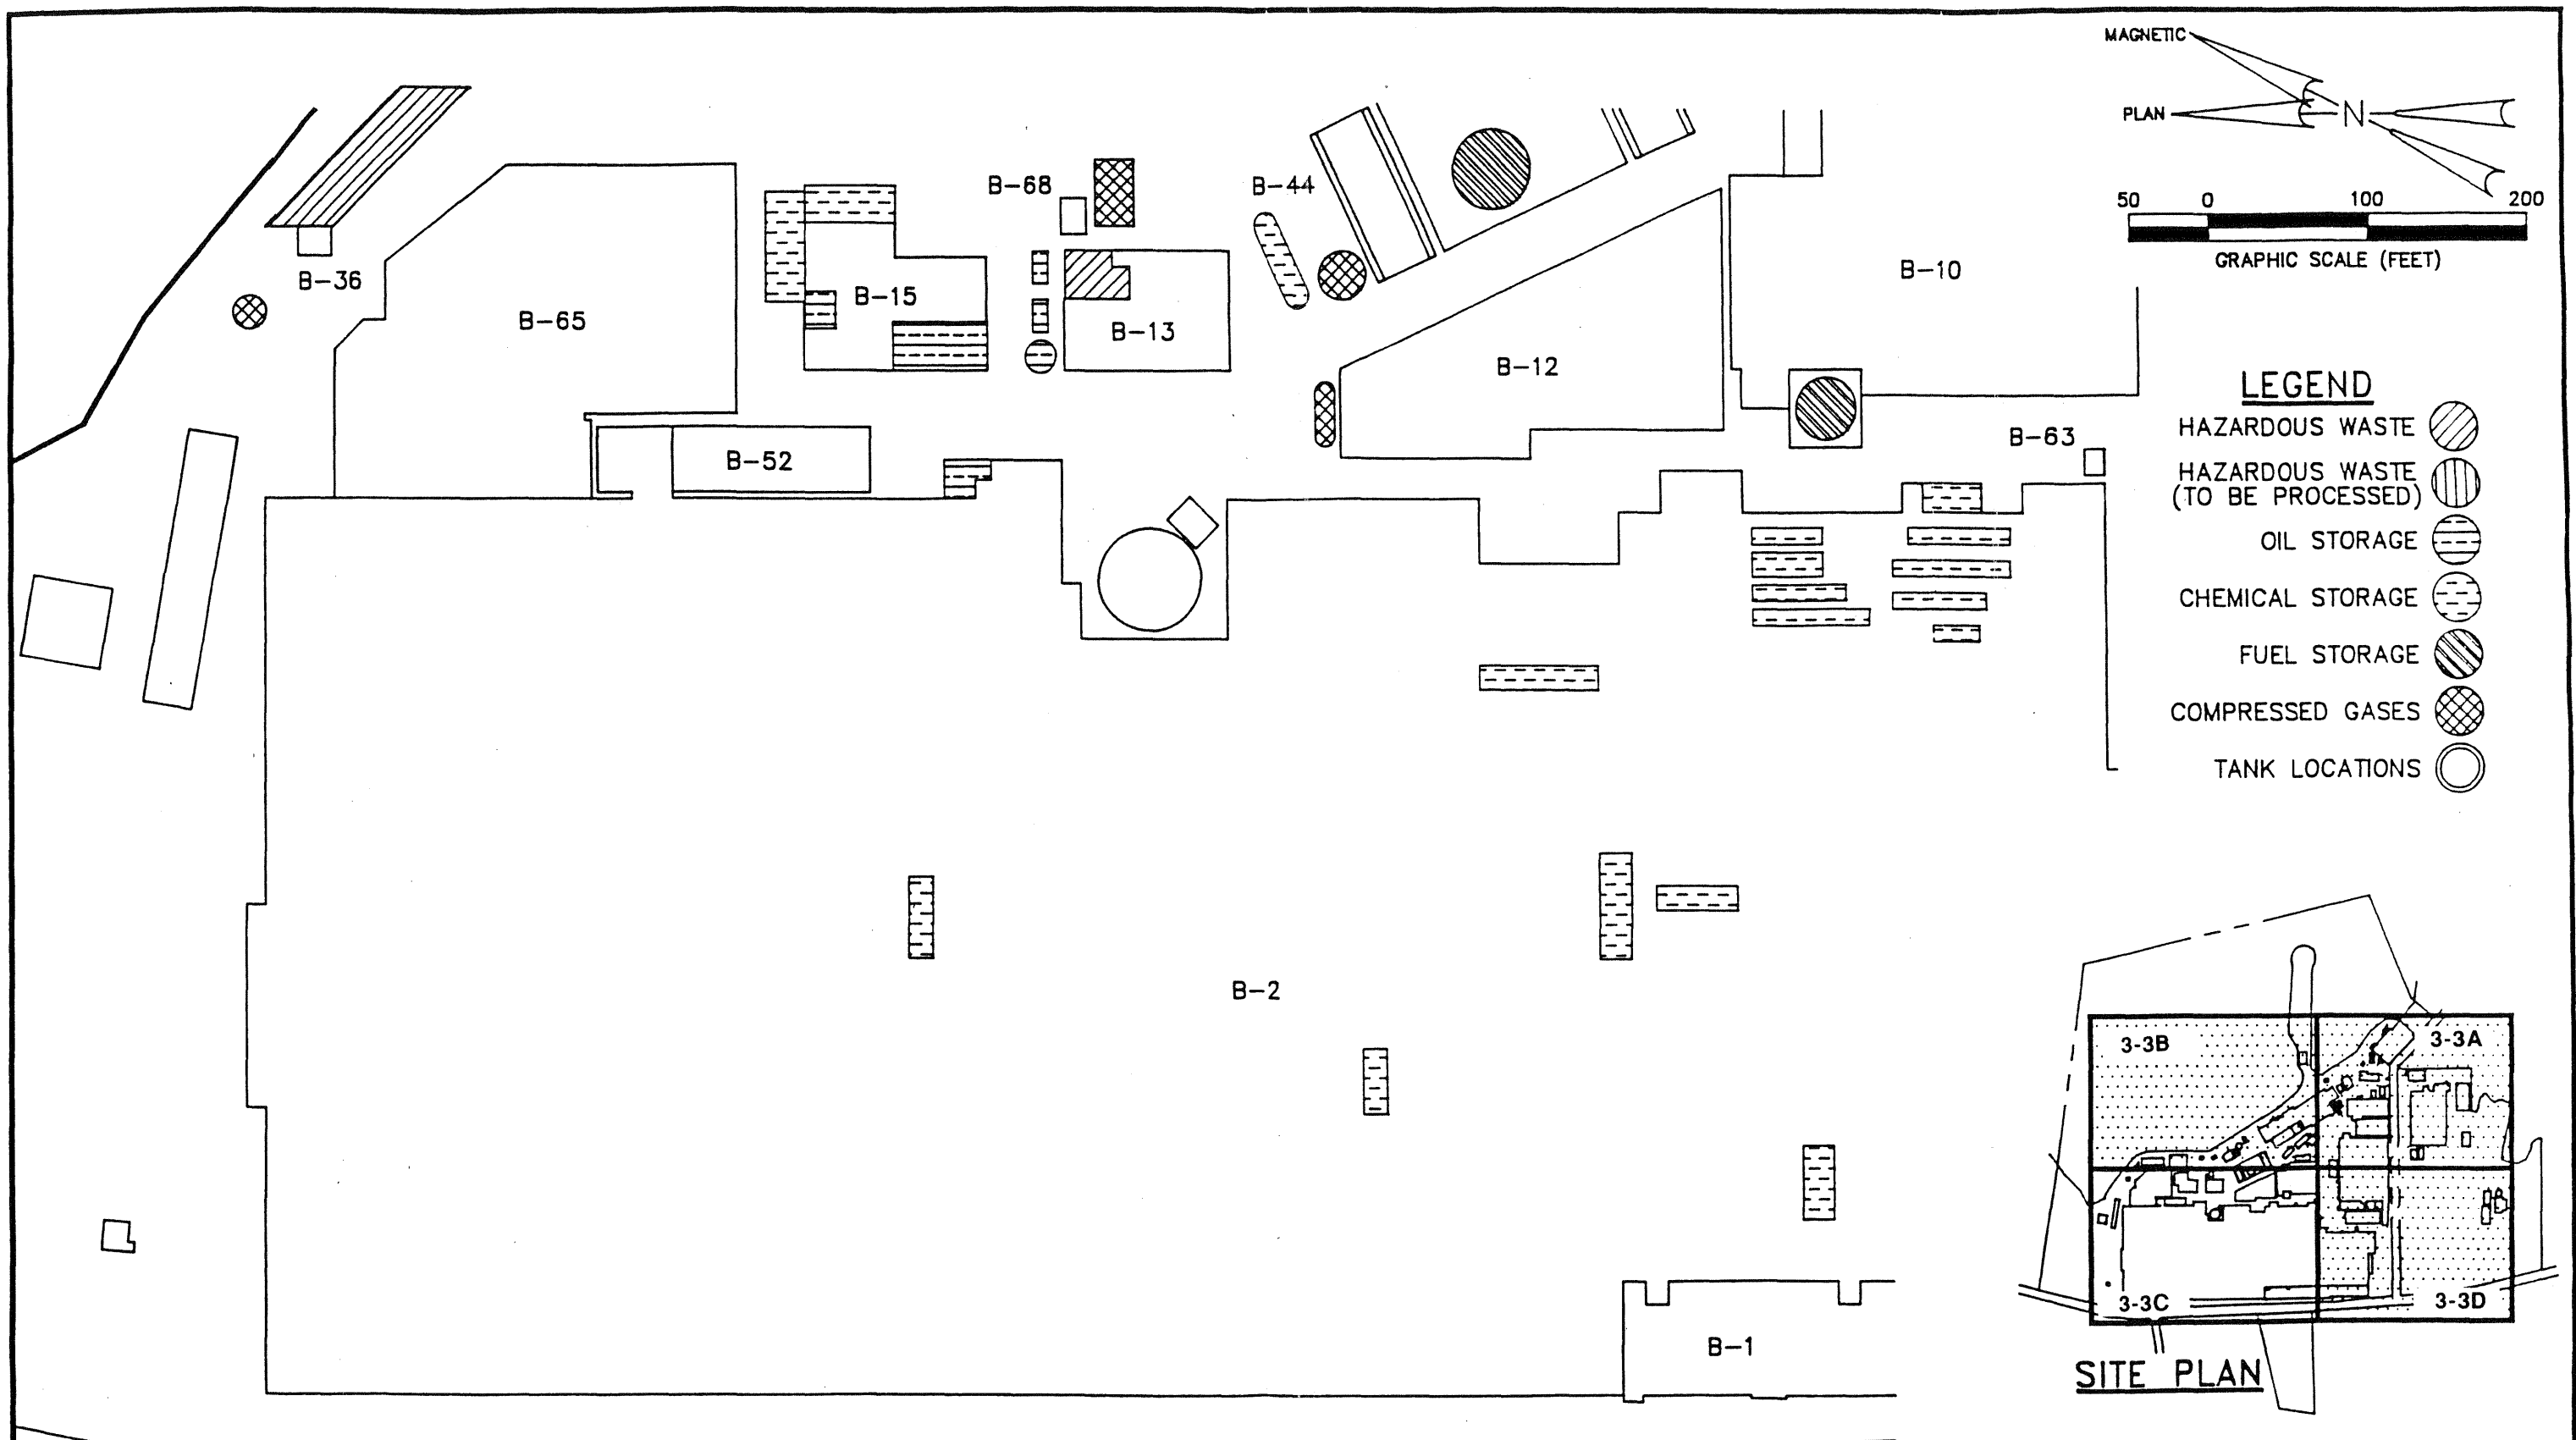 MAGNETIC
PLAN
N
50 0 100 200
GRAPHIC SCALE (FEET)
B-68
B-44
B-36
B-65
B-15
B-13
B-12
B-10
B-52
B-63
LEGEND
HAZARDOUS WASTE
HAZARDOUS WASTE
(TO BE PROCESSED)
OIL STORAGE
CHEMICAL STORAGE
FUEL STORAGE
COMPRESSED GASES
TANK LOCATIONS
B-2
B-1
3-3B
3-3A
3-3C
3-3D
SITE PLAN